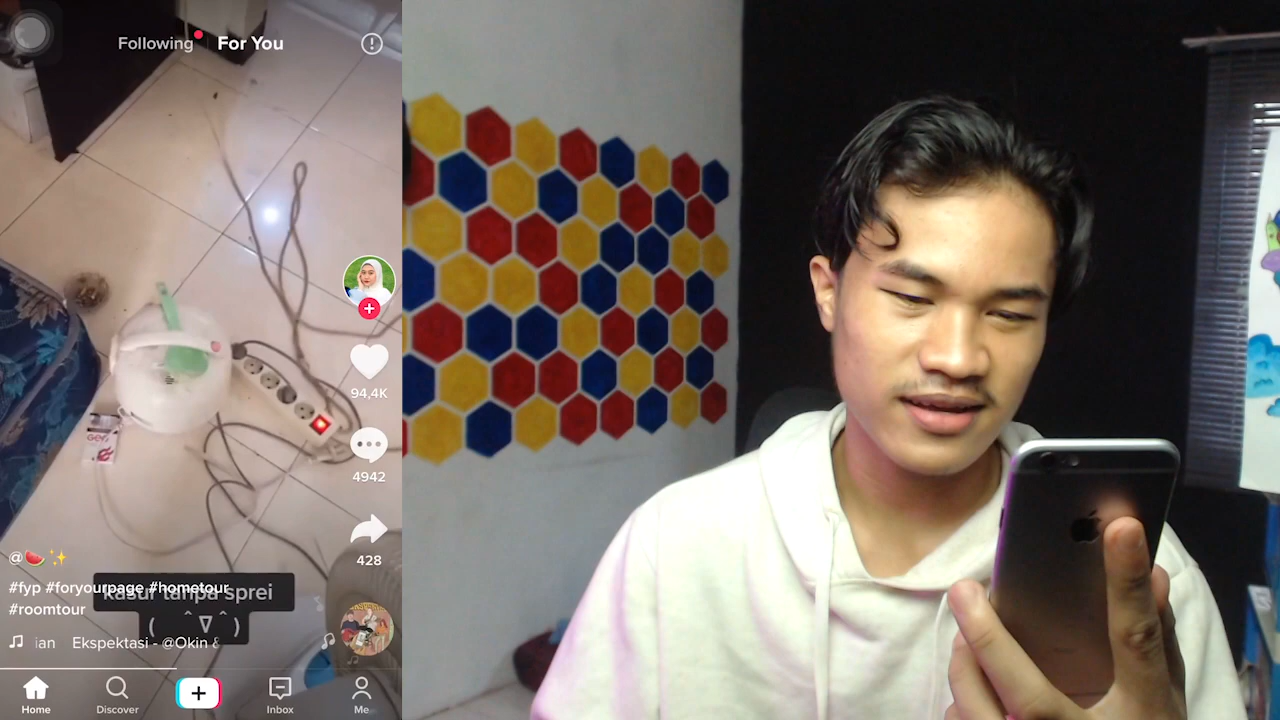 Following For You
94,4K
4942
428
@🍉✨
#fyp #foryourpage #hometour
#roomtour
kasur tanpa sprei
( ˆ∇ˆ )
ian Ekspektasi - @Okin &
Home Discover Inbox Me